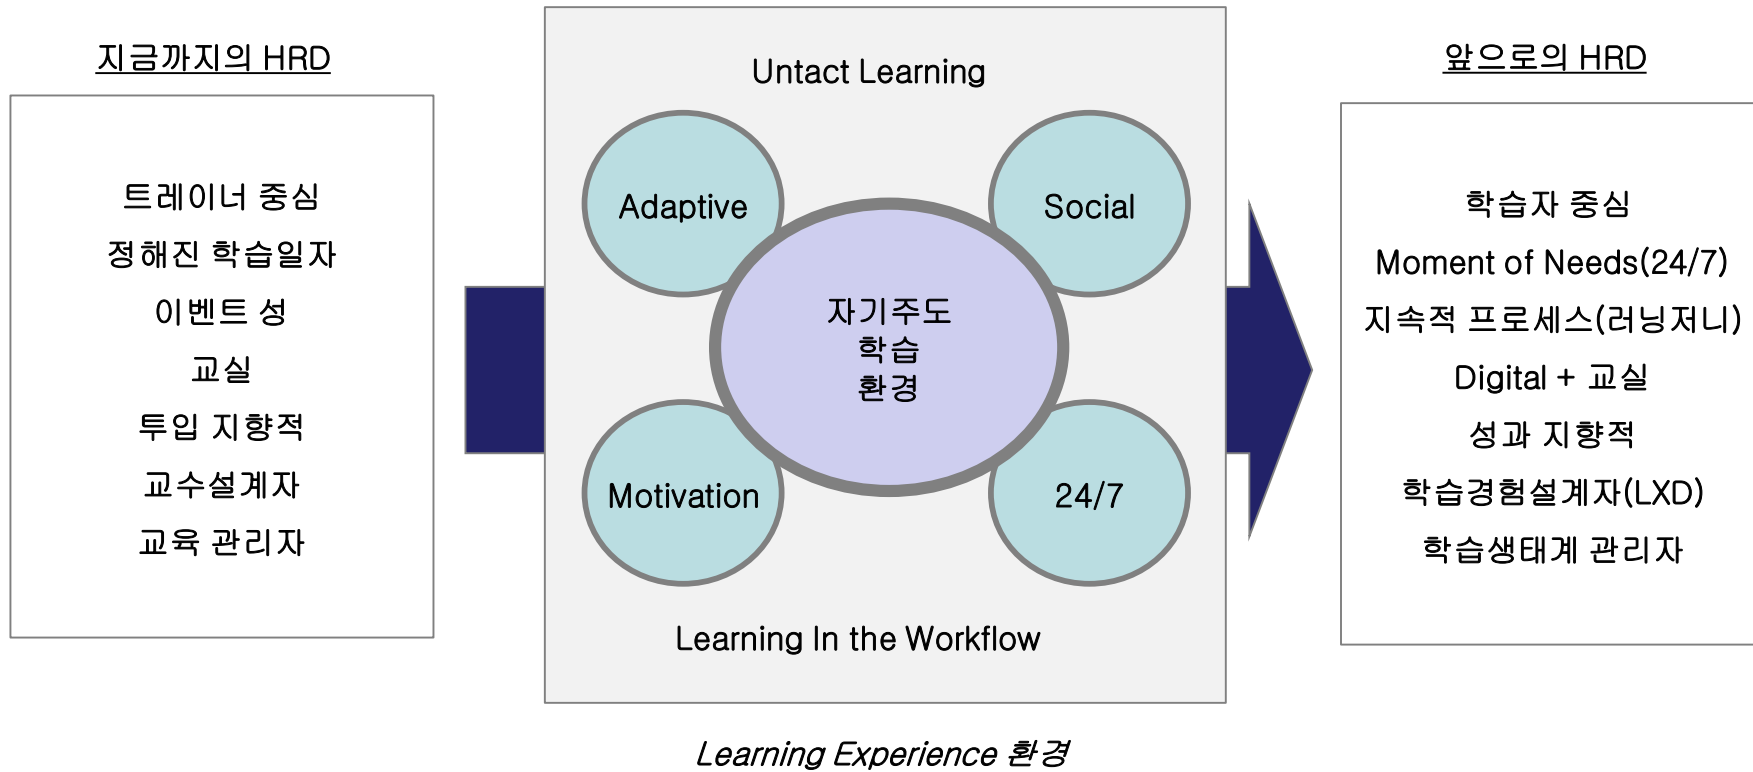 지금까지의 HRD
트레이너 중심
정해진 학습일자
이벤트 성
교실
투입 지향적
교수설계자
교육 관리자
Untact Learning
Adaptive
Social
자기주도
학습
환경
Motivation
24/7
Learning In the Workflow
Learning Experience 환경
앞으로의 HRD
학습자 중심
Moment of Needs(24/7)
지속적 프로세스(러닝저니)
Digital + 교실
성과 지향적
학습경험설계자(LXD)
학습생태계 관리자